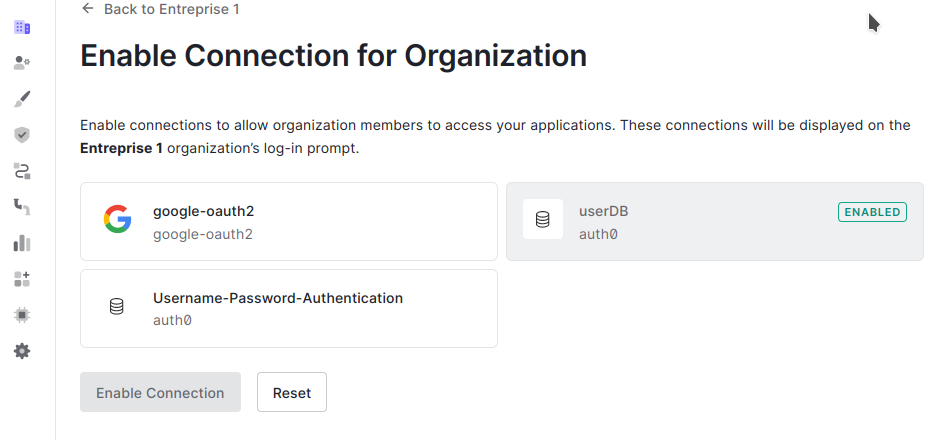 Back to Entreprise 1
Enable Connection for Organization
Enable connections to allow organization members to access your applications. These connections will be displayed on the
Entreprise 1 organization's log-in prompt.
google-oauth2
google-oauth2
userDB
ENABLED
auth0
Username-Password-Authentication
auth0
Enable Connection
Reset